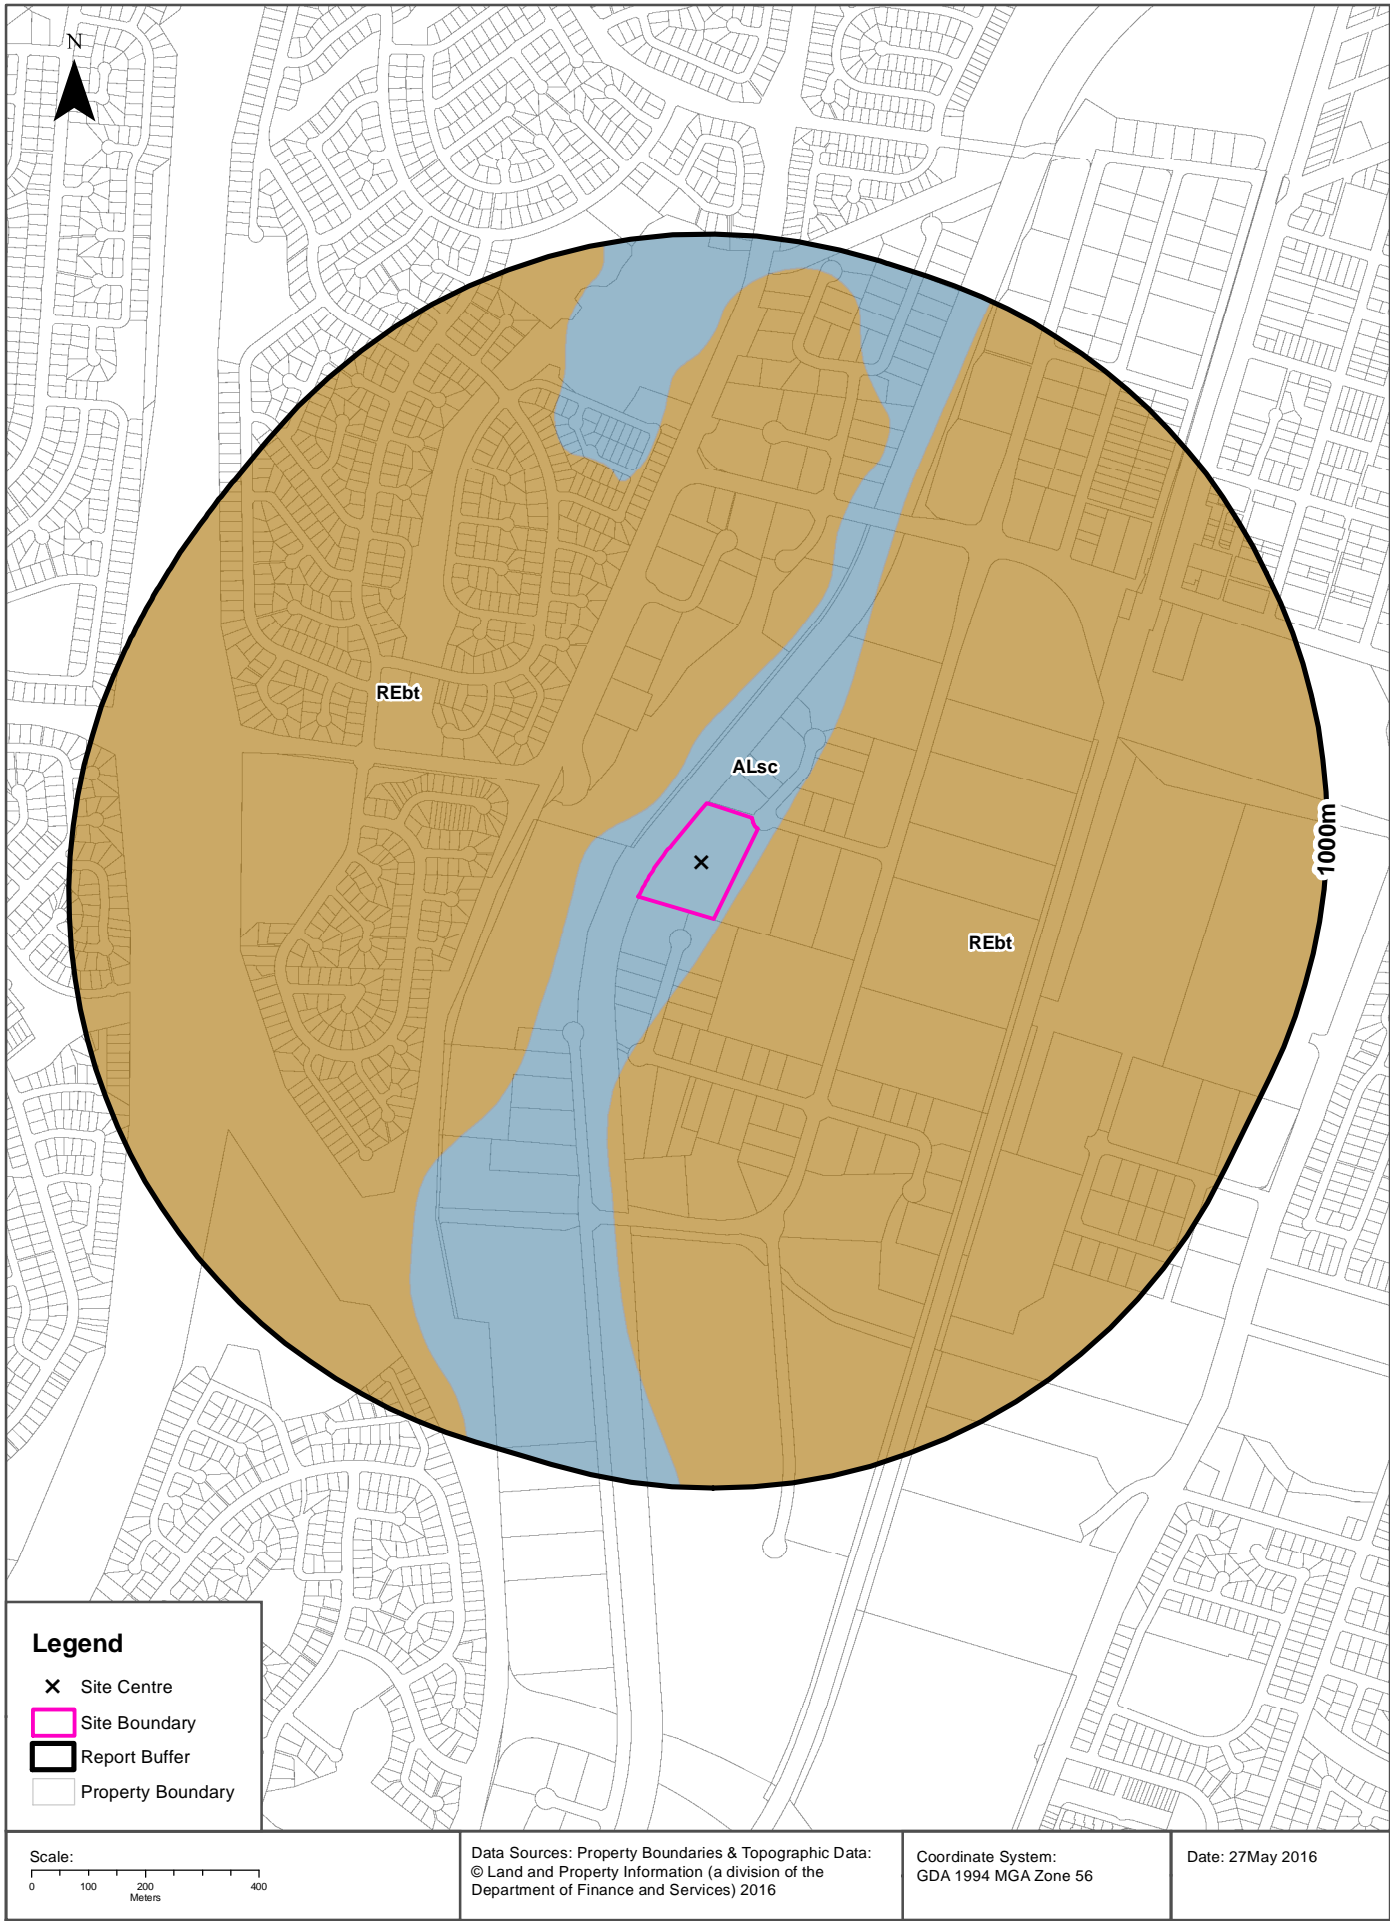 N
REbt
ALsc
1000m
REbt
Legend
Site Centre
Site Boundary
Report Buffer
Property Boundary
Scale:
0 100 200 400
Meters
Data Sources: Property Boundaries & Topographic Data:
© Land and Property Information (a division of the
Department of Finance and Services) 2016
Coordinate System:
GDA 1994 MGA Zone 56
Date: 27May 2016